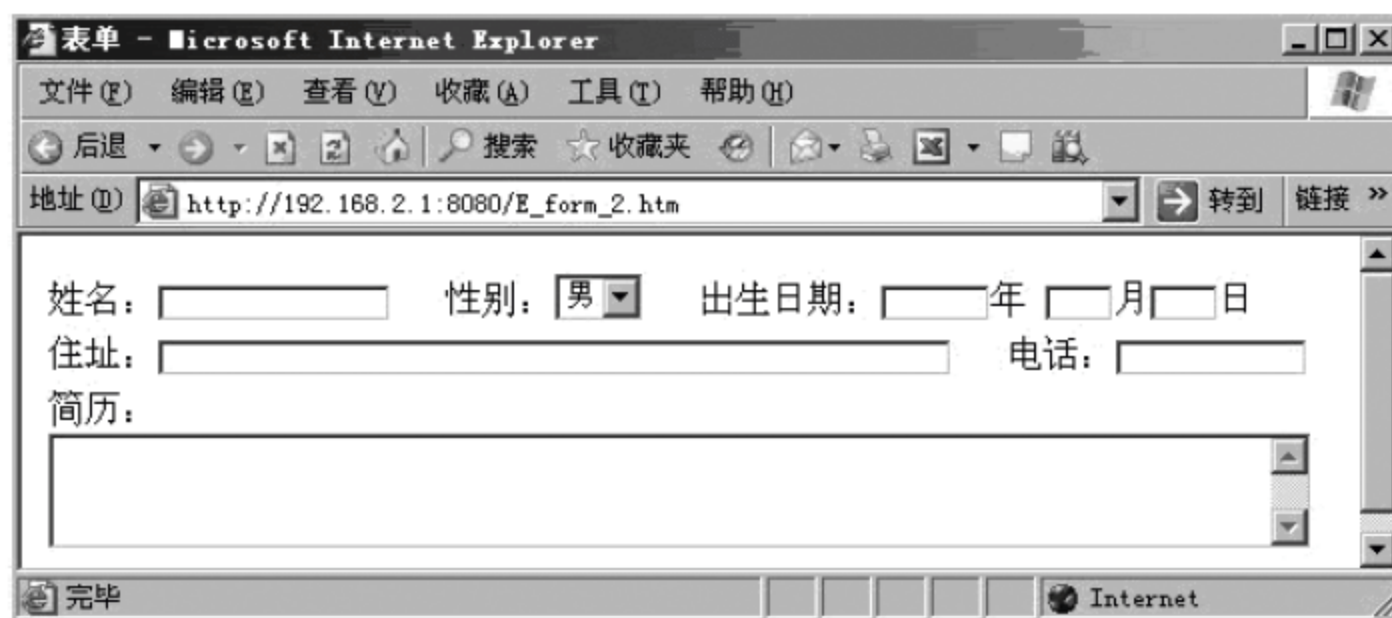 表单 - Microsoft Internet Explorer
文件(F) 编辑(E) 查看(V) 收藏(A) 工具(T) 帮助(H)
后退 搜索 收藏夹
地址(D) http://192.168.2.1:8080/E_form_2.htm 转到 链接 »
姓名： 性别： 男 出生日期： 年 月 日
住址： 电话：
简历：
完毕 Internet